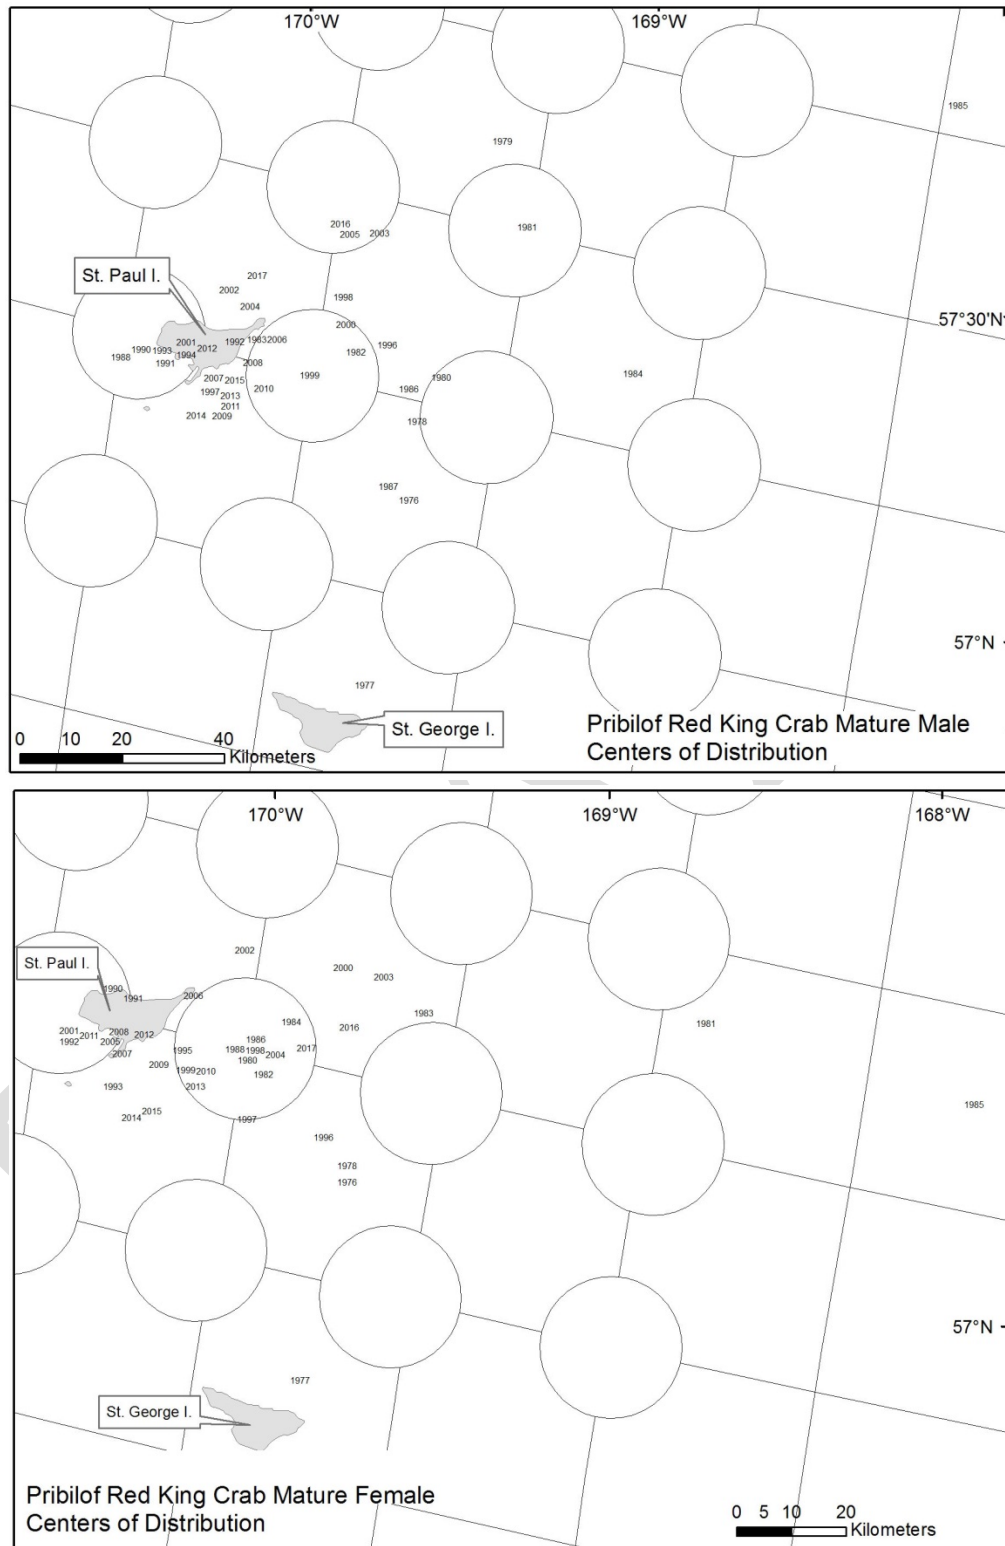 170°W 169°W
1985
1979
2016
2005 2003 1981
St. Paul I.
2017
2002
1998
2004
57°30'N
2000
2001 1992 1983 2006
1990 1993 2012 1982 1996
1988 1994
1991 2008
1999 1980 1984
2007 2015
1997 2010 1986
2013
2011
2014 2009 1978
1987
1976
57°N
1977
St. George I.
Pribilof Red King Crab Mature Male
Centers of Distribution
0 10 20 40
Kilometers
170°W 169°W 168°W
2002
St. Paul I.
2000
2003
1990
1991 2006
1983
1984 1981
2016
2001 2008
2011 2012 1986
1992 2005
1995 1988 1998 2017
2007 2004
1980
2009
1999 2010 1982
1993 2013
1985
2015
2014 1997
1996
1978
1976
57°N
1977
St. George I.
Pribilof Red King Crab Mature Female
Centers of Distribution
0 5 10 20
Kilometers